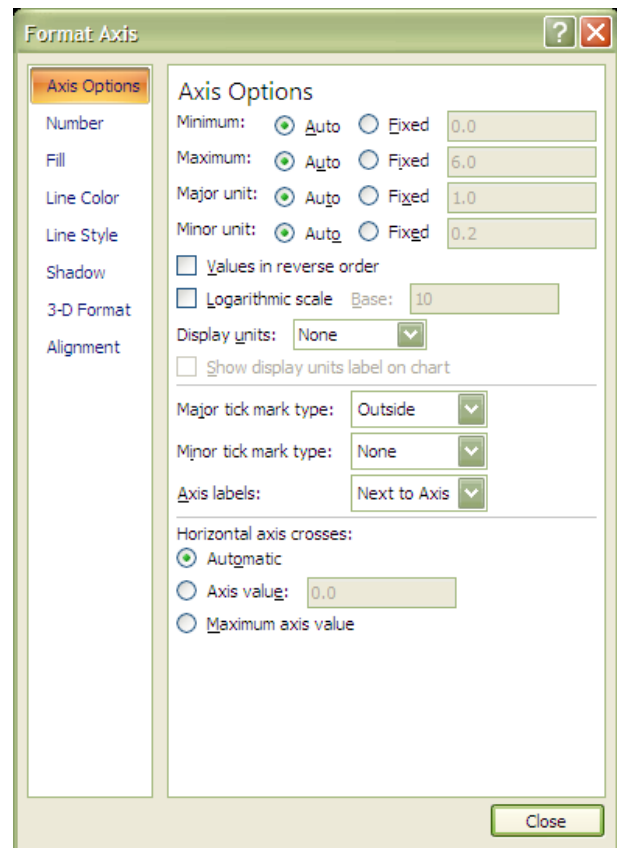 Format Axis
Axis Options
Number
Fill
Line Color
Line Style
Shadow
3-D Format
Alignment
Axis Options
Minimum: Auto Fixed 0.0
Maximum: Auto Fixed 6.0
Major unit: Auto Fixed 1.0
Minor unit: Auto Fixed 0.2
Values in reverse order
Logarithmic scale Base: 10
Display units: None
Show display units label on chart
Major tick mark type: Outside
Minor tick mark type: None
Axis labels: Next to Axis
Horizontal axis crosses:
Automatic
Axis value: 0.0
Maximum axis value
Close